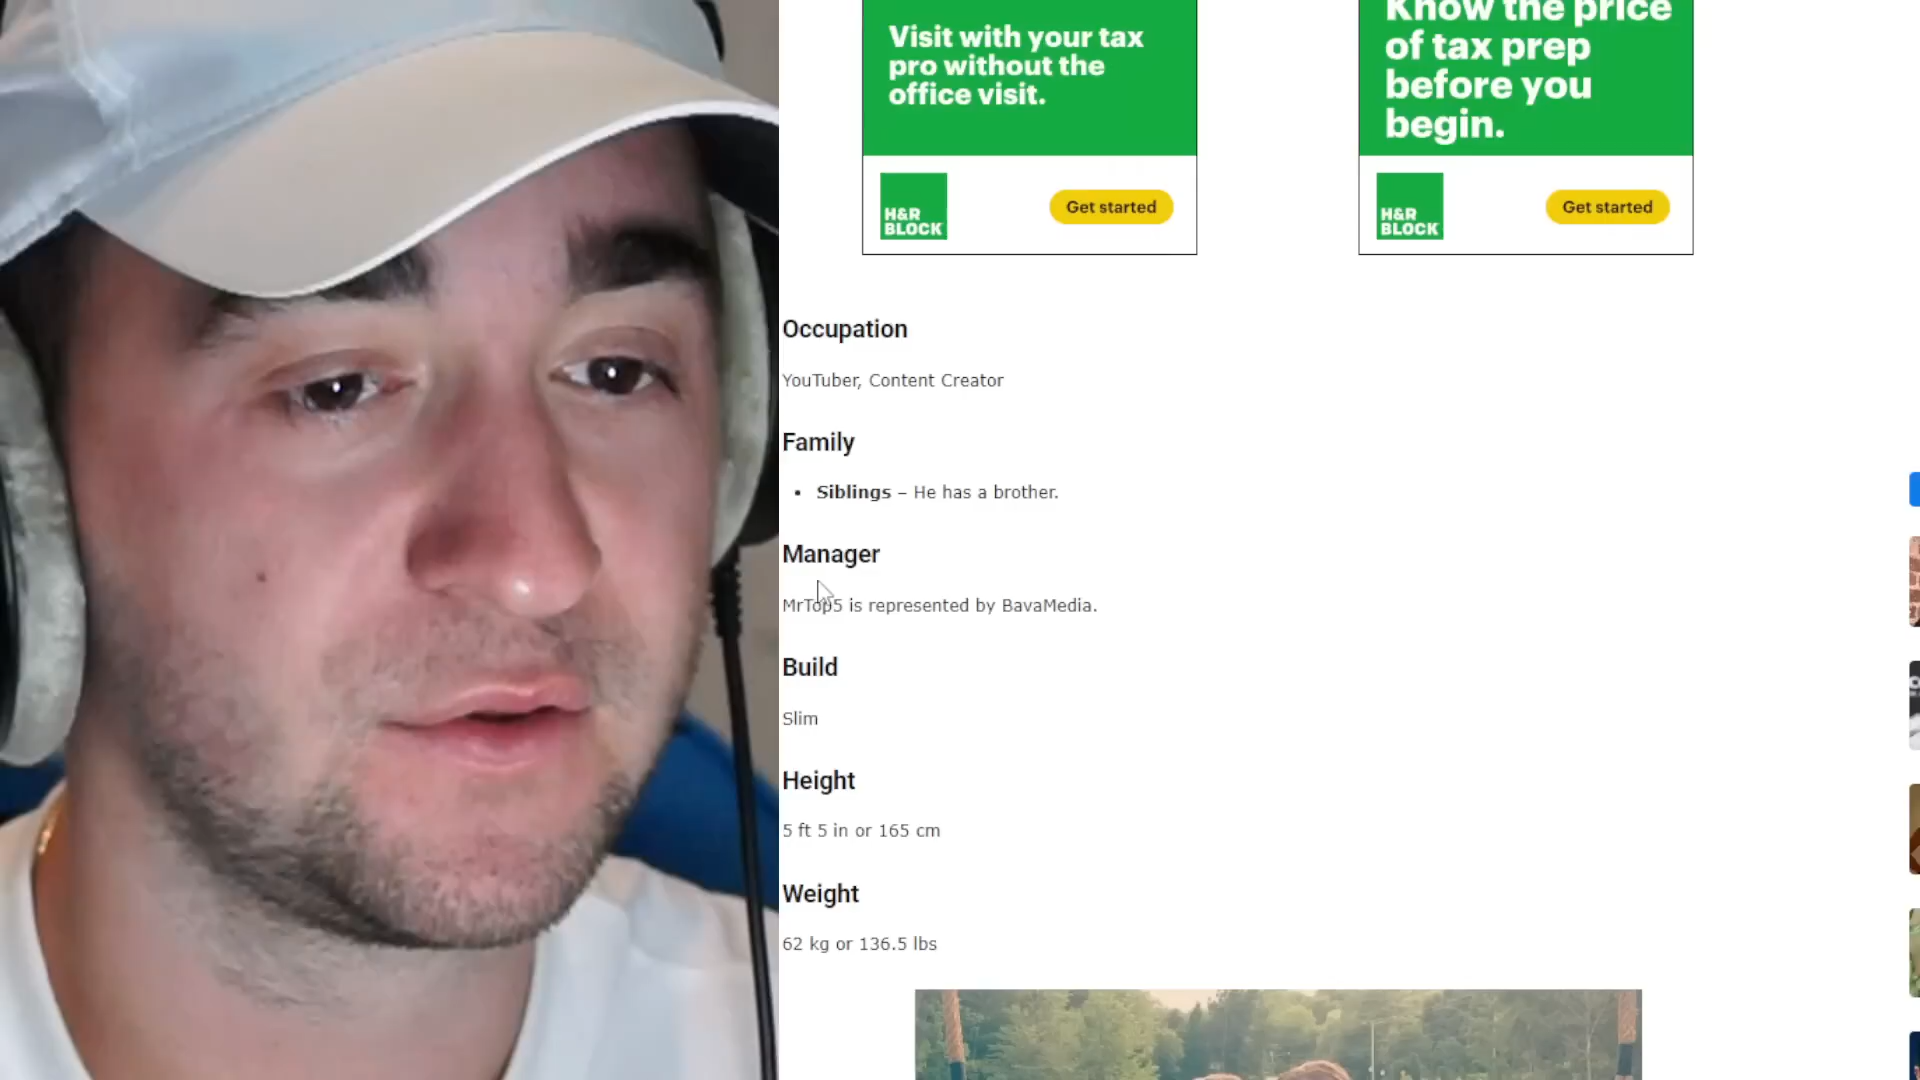 Visit with your tax
pro without the
office visit.
H&R
BLOCK
Get started
Know the price
of tax prep
before you
begin.
H&R
BLOCK
Get started
Occupation
YouTuber, Content Creator
Family
• Siblings – He has a brother.
Manager
MrTop5 is represented by BavaMedia.
Build
Slim
Height
5 ft 5 in or 165 cm
Weight
62 kg or 136.5 lbs